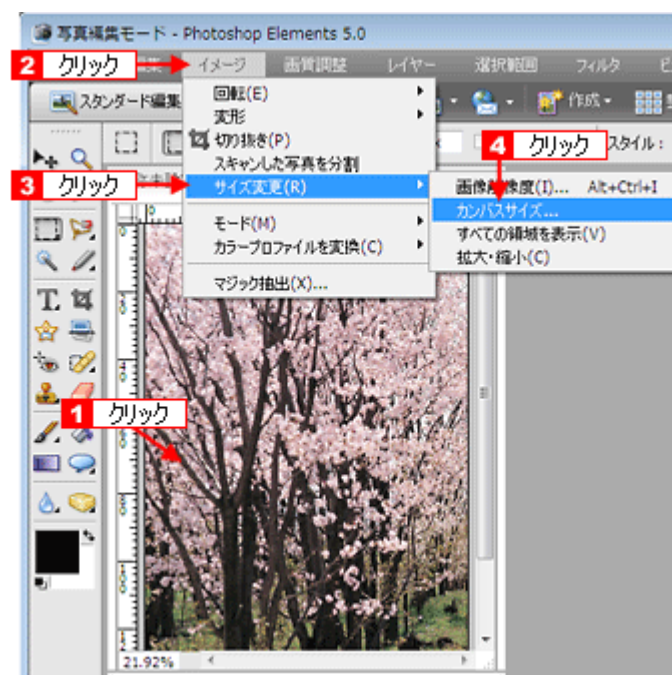 写真編集モード - Photoshop Elements 5.0
2 クリック
イメージ 画質調整 レイヤー 選択範囲 フィルタ
スタンダード編集
作成
回転(E)
変形
切り抜き(P)
スキャンした写真を分割
3 クリック
サイズ変更(R)
モード(M)
カラープロファイルを変換(C)
マジック抽出(X)...
4 クリック
スタイル:
画像解像度(I)... Alt+Ctrl+I
カンバスサイズ...
すべての領域を表示(V)
拡大・縮小(C)
1 クリック
21.92%